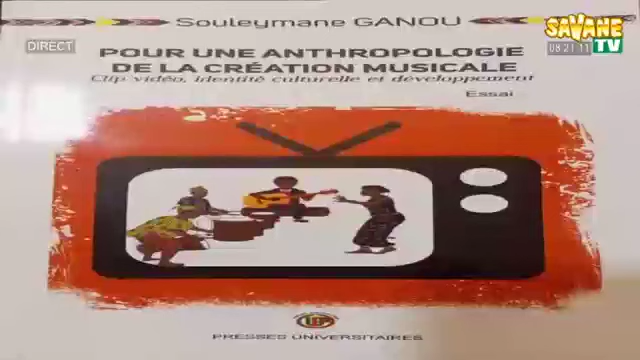 Souleymane GANOU
SAVANE
TV
DIRECT
08:21:11
POUR UNE ANTHROPOLOGIE
DE LA CRÉATION MUSICALE
Clip vidéo, identité culturelle et développement
Essai
PRESSES UNIVERSITAIRES